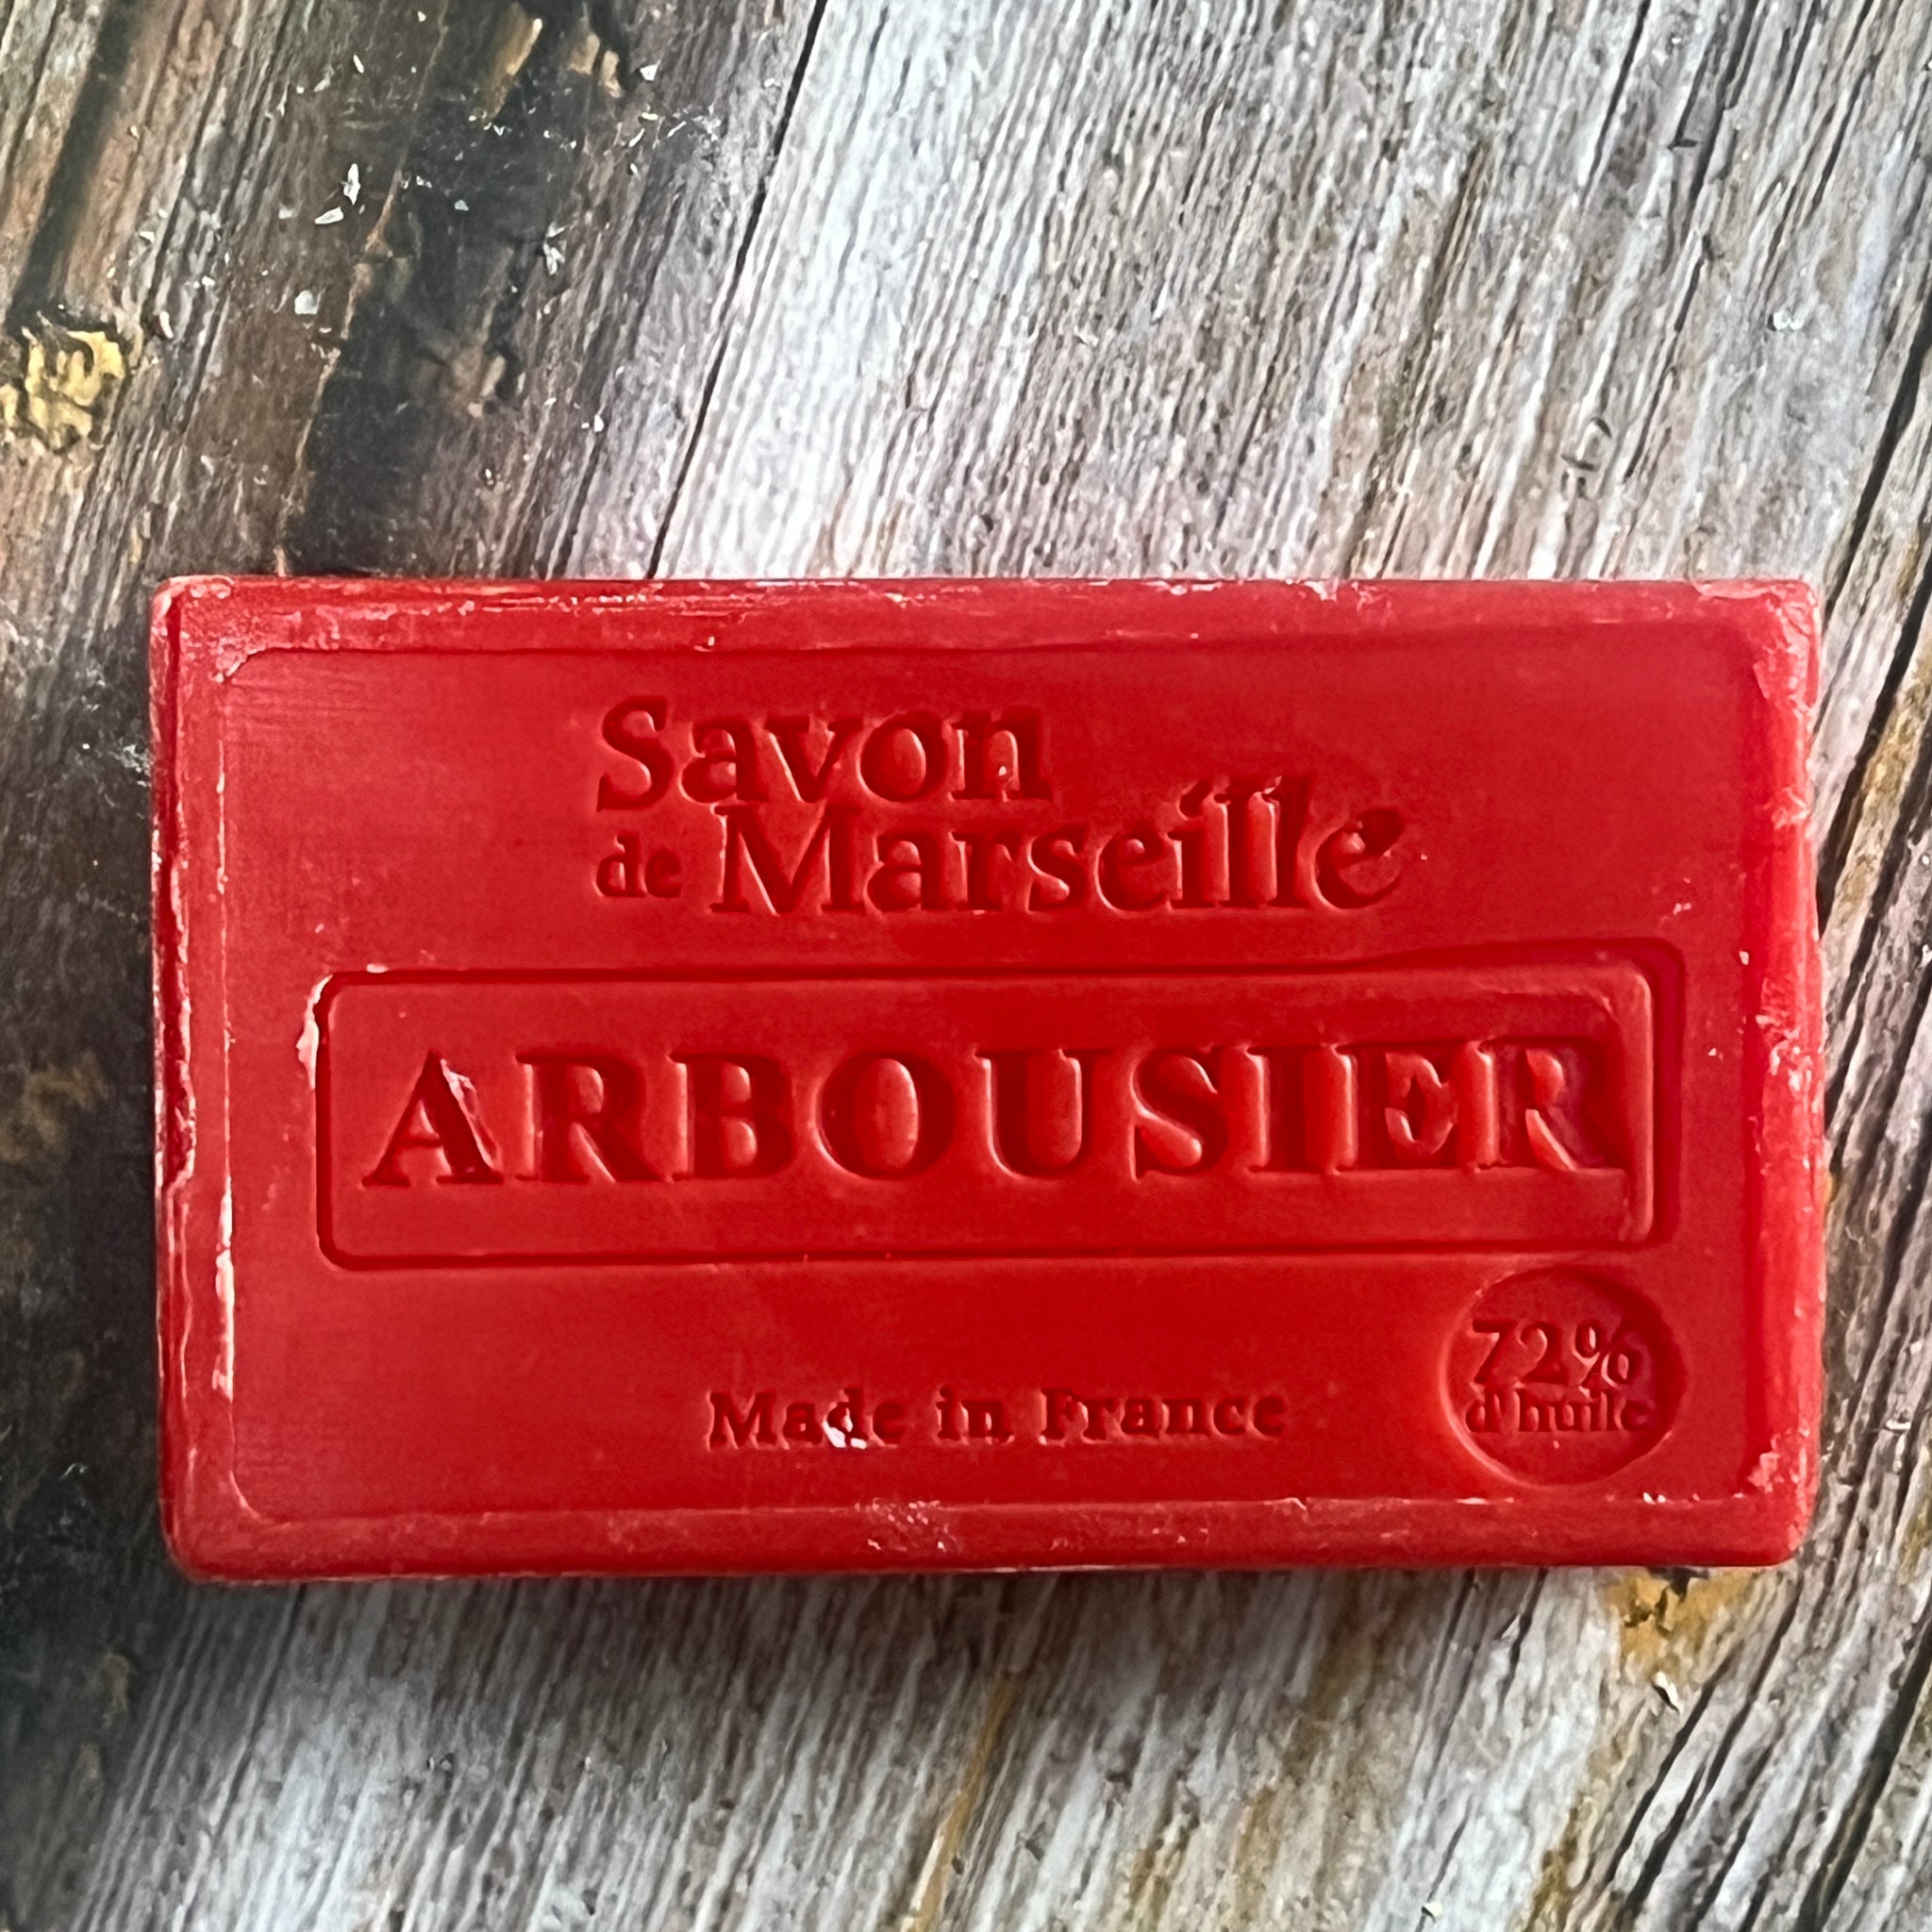 Savon
de Marseille
ARBOUSIER
72%
d'huile
Made in France